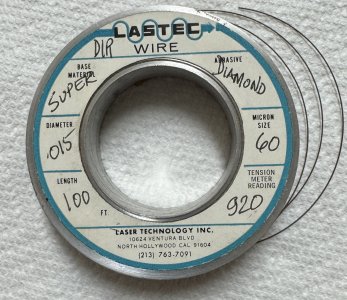 LASTEC
DIA WIRE
BASE MATERIAL
SUPER
ABRASIVE
DIAMOND
DIAMETER
.015
MICRON SIZE
60
LENGTH
100 FT.
TENSION METER READING
920
LASER TECHNOLOGY INC.
10624 VENTURA BLVD
NORTH HOLLYWOOD CAL 91604
(213) 763-7091